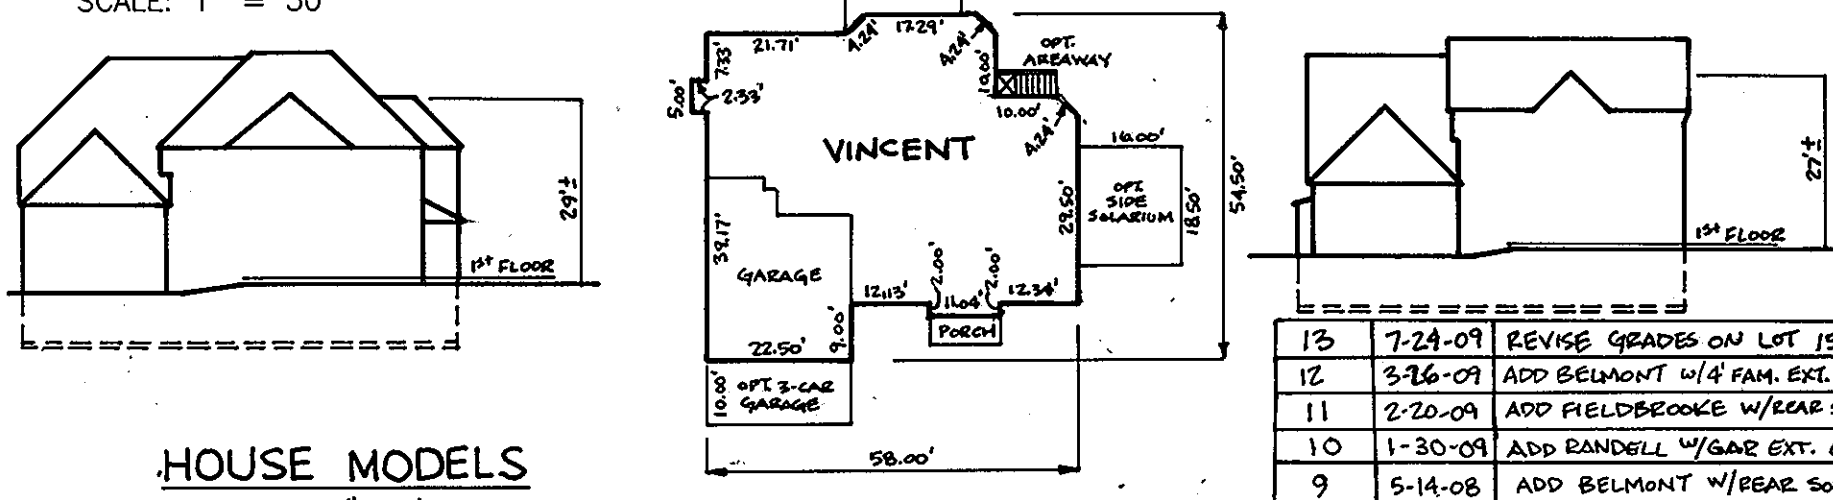 SCALE: 1" = 30'
29'±
1st FLOOR
HOUSE MODELS
21.71'
4.24'
17.29'
4.24'
7.33'
5.00'
2.33'
10.00'
OPT.
AREAWAY
10.00'
4.24'
VINCENT
16.00'
OPT.
SIDE
SOLARIUM
18.50'
29.50'
54.50'
39.17'
GARAGE
12.13'
2.00'
11.04'
2.00'
12.34'
PORCH
9.00'
22.50'
10.00'
OPT. 3-CAR
GARAGE
58.00'
27'±
1st FLOOR
13 7-24-09 REVISE GRADES ON LOT
12 3-26-09 ADD BELMONT W/4' FAM. EXT.
11 2-20-09 ADD FIELDBROOKE W/REAR
10 1-30-09 ADD RANDELL W/GAR EXT.
9 5-14-08 ADD BELMONT W/REAR